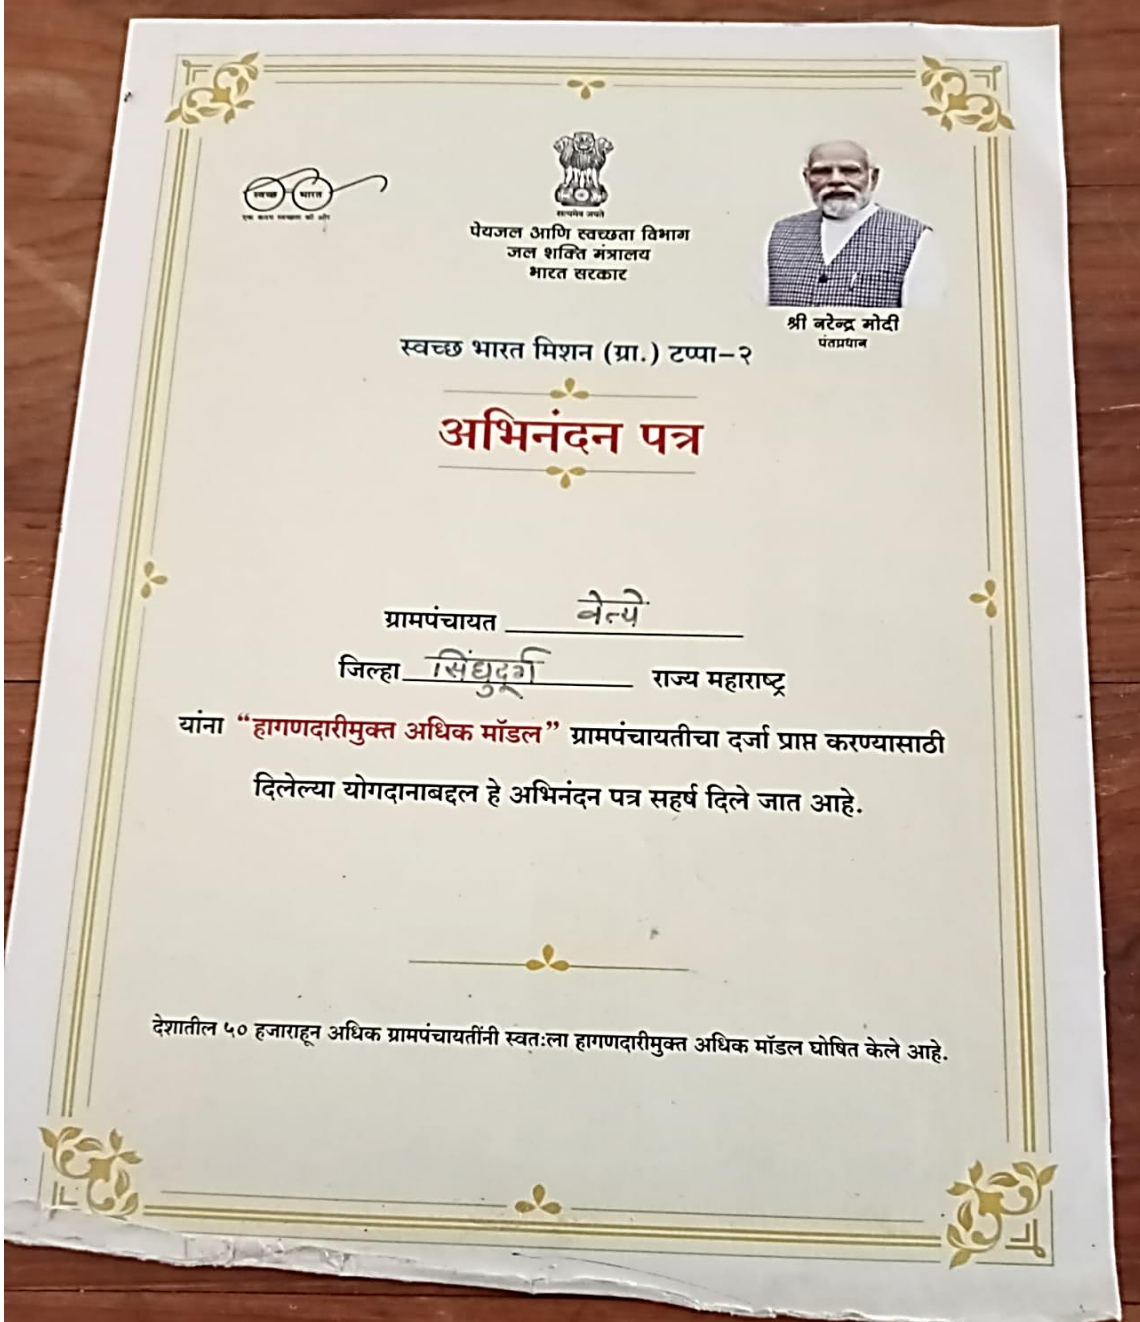 स्वच्छ भारत
एक कदम स्वच्छता की ओर
सत्यमेव जयते
पेयजल आणि स्वच्छता विभाग
जल शक्ति मंत्रालय
भारत सरकार
श्री नरेन्द्र मोदी
पंतप्रधान
स्वच्छ भारत मिशन (ग्रा.) टप्पा-२
अभिनंदन पत्र
ग्रामपंचायत वेत्ये
जिल्हा सिंधुदूर्ग राज्य महाराष्ट्र
यांना “हागणदारीमुक्त अधिक मॉडल” ग्रामपंचायतीचा दर्जा प्राप्त करण्यासाठी
दिलेल्या योगदानाबद्दल हे अभिनंदन पत्र सहर्ष दिले जात आहे.
देशातील ५० हजाराहून अधिक ग्रामपंचायतींनी स्वतःला हागणदारीमुक्त अधिक मॉडल घोषित केले आहे.